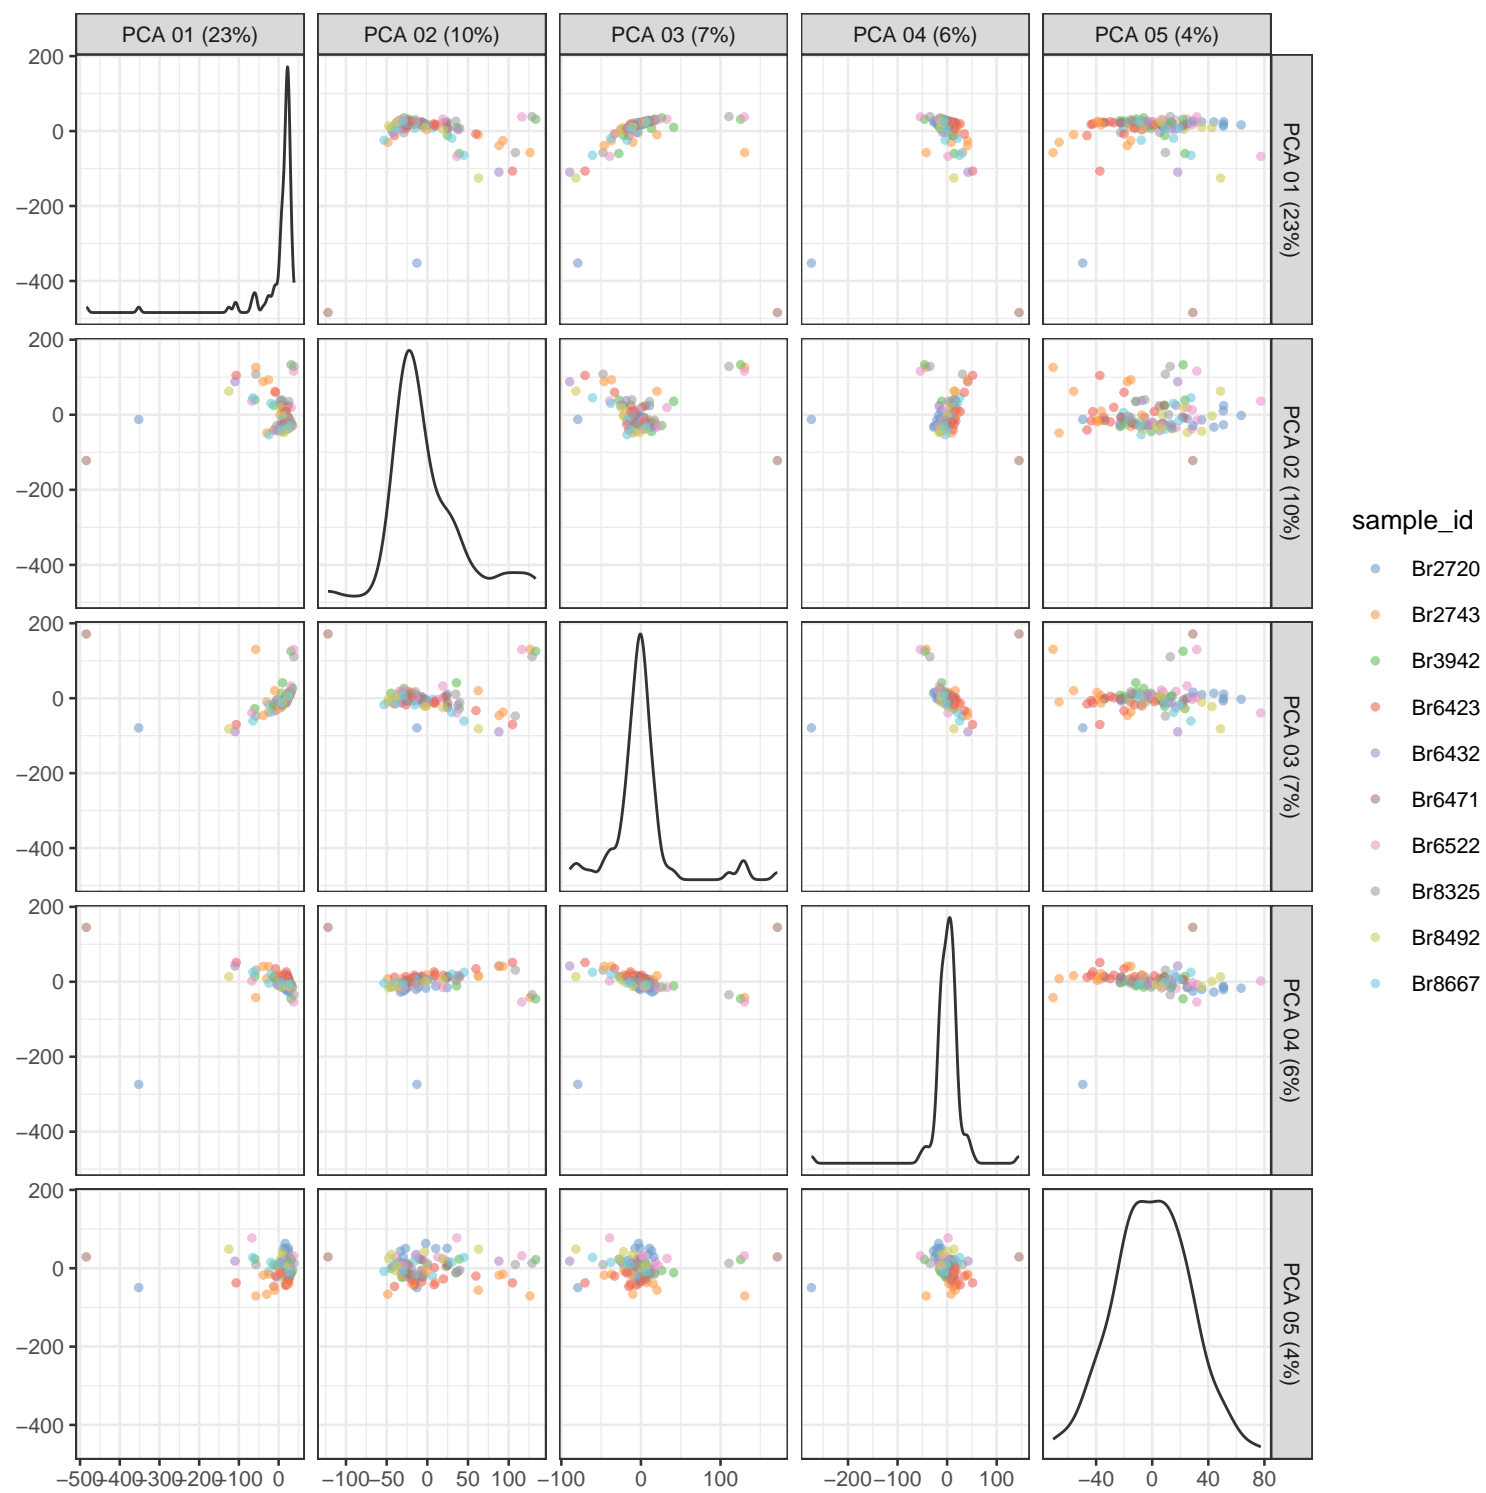 PCA 01 (23%) PCA 02 (10%) PCA 03 (7%) PCA 04 (6%) PCA 05 (4%)
200
0
−200
−400
PCA 01 (23%)
200
0
−200
−400
PCA 02 (10%)
200
0
−200
−400
PCA 03 (7%)
200
0
−200
−400
PCA 04 (6%)
200
0
−200
−400
PCA 05 (4%)
−500 −400 −300 −200 −100 0 −100 −50 0 50 100 −100 0 100 −200 −100 0 100 −40 0 40 80
sample_id
Br2720
Br2743
Br3942
Br6423
Br6432
Br6471
Br6522
Br8325
Br8492
Br8667